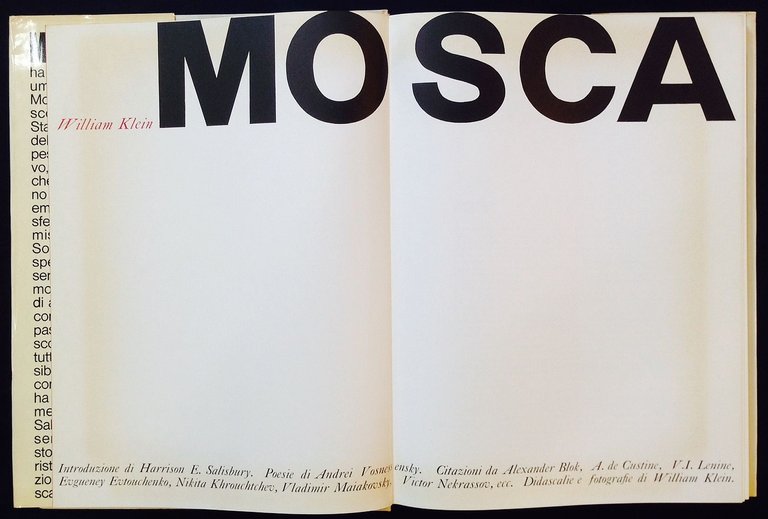 MOSCA
William Klein
Introduzione di Harrison E. Salisbury. Poesie di Andrei Vosnessensky. Citazioni da Alexander Blok, A. de Custine, V.I. Lenine,
Evgueney Evtouchenko, Nikita Khrouchtchev, Vladimir Maiakovsky, Victor Nekrassov, ecc. Didascalie e fotografie di William Klein.